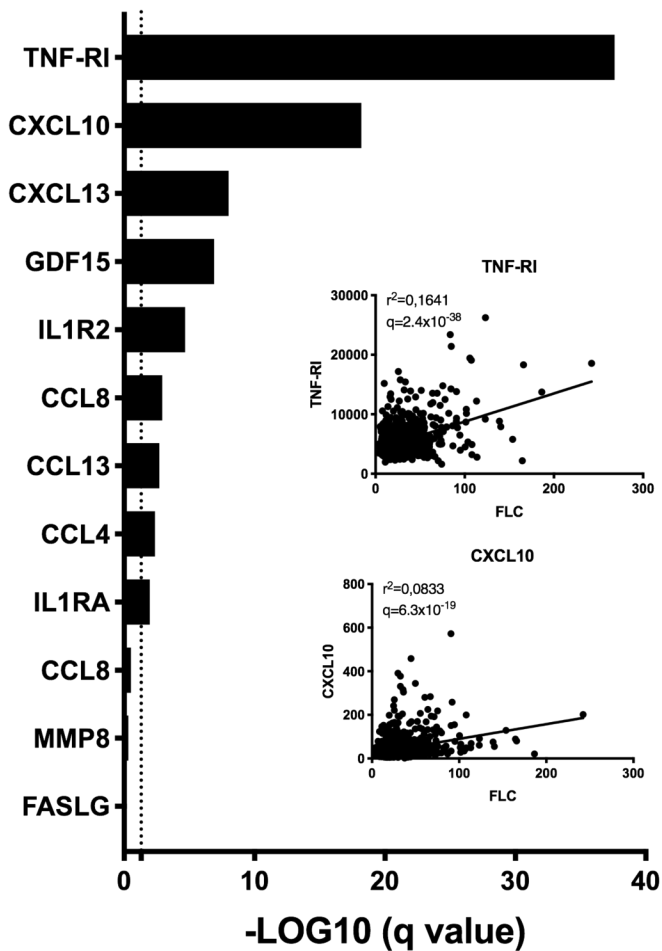 TNF-RI
CXCL10
CXCL13
GDF15
IL1R2
CCL8
CCL13
CCL4
IL1RA
CCL8
MMP8
FASLG
0 10 20 30 40
-LOG10 (q value)
TNF-RI
r²=0,1641
q=2.4x10⁻³⁸
30000
20000
10000
0
TNF-RI
0 100 200 300
FLC
CXCL10
r²=0,0833
q=6.3x10⁻¹⁹
800
600
400
200
0
CXCL10
0 100 200 300
FLC